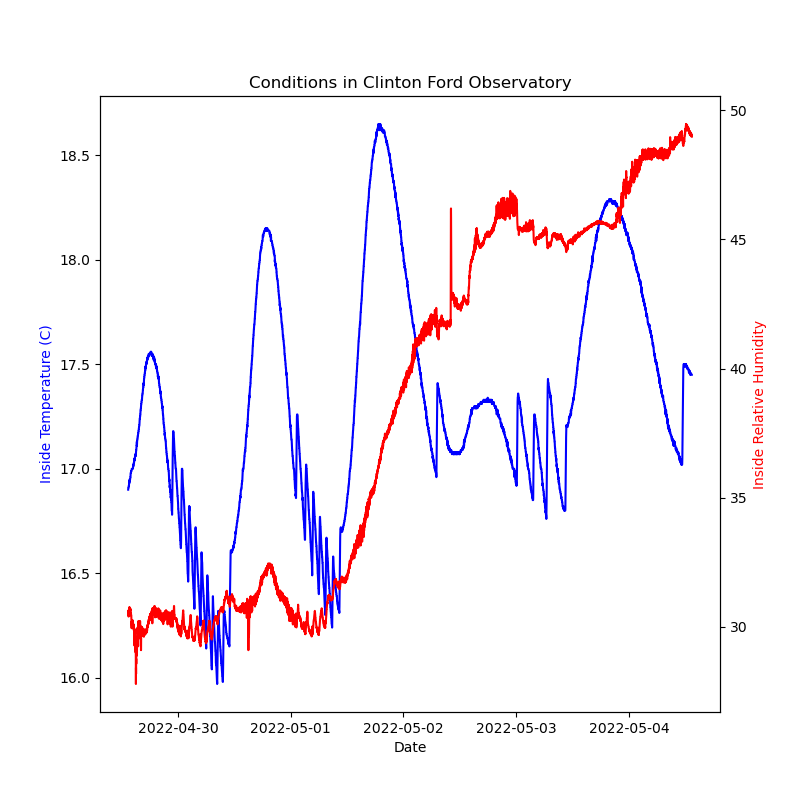 Conditions in Clinton Ford Observatory
Inside Temperature (C)
18.5
18.0
17.5
17.0
16.5
16.0
50
45
40
35
30
Inside Relative Humidity
2022-04-30 2022-05-01 2022-05-02 2022-05-03 2022-05-04
Date